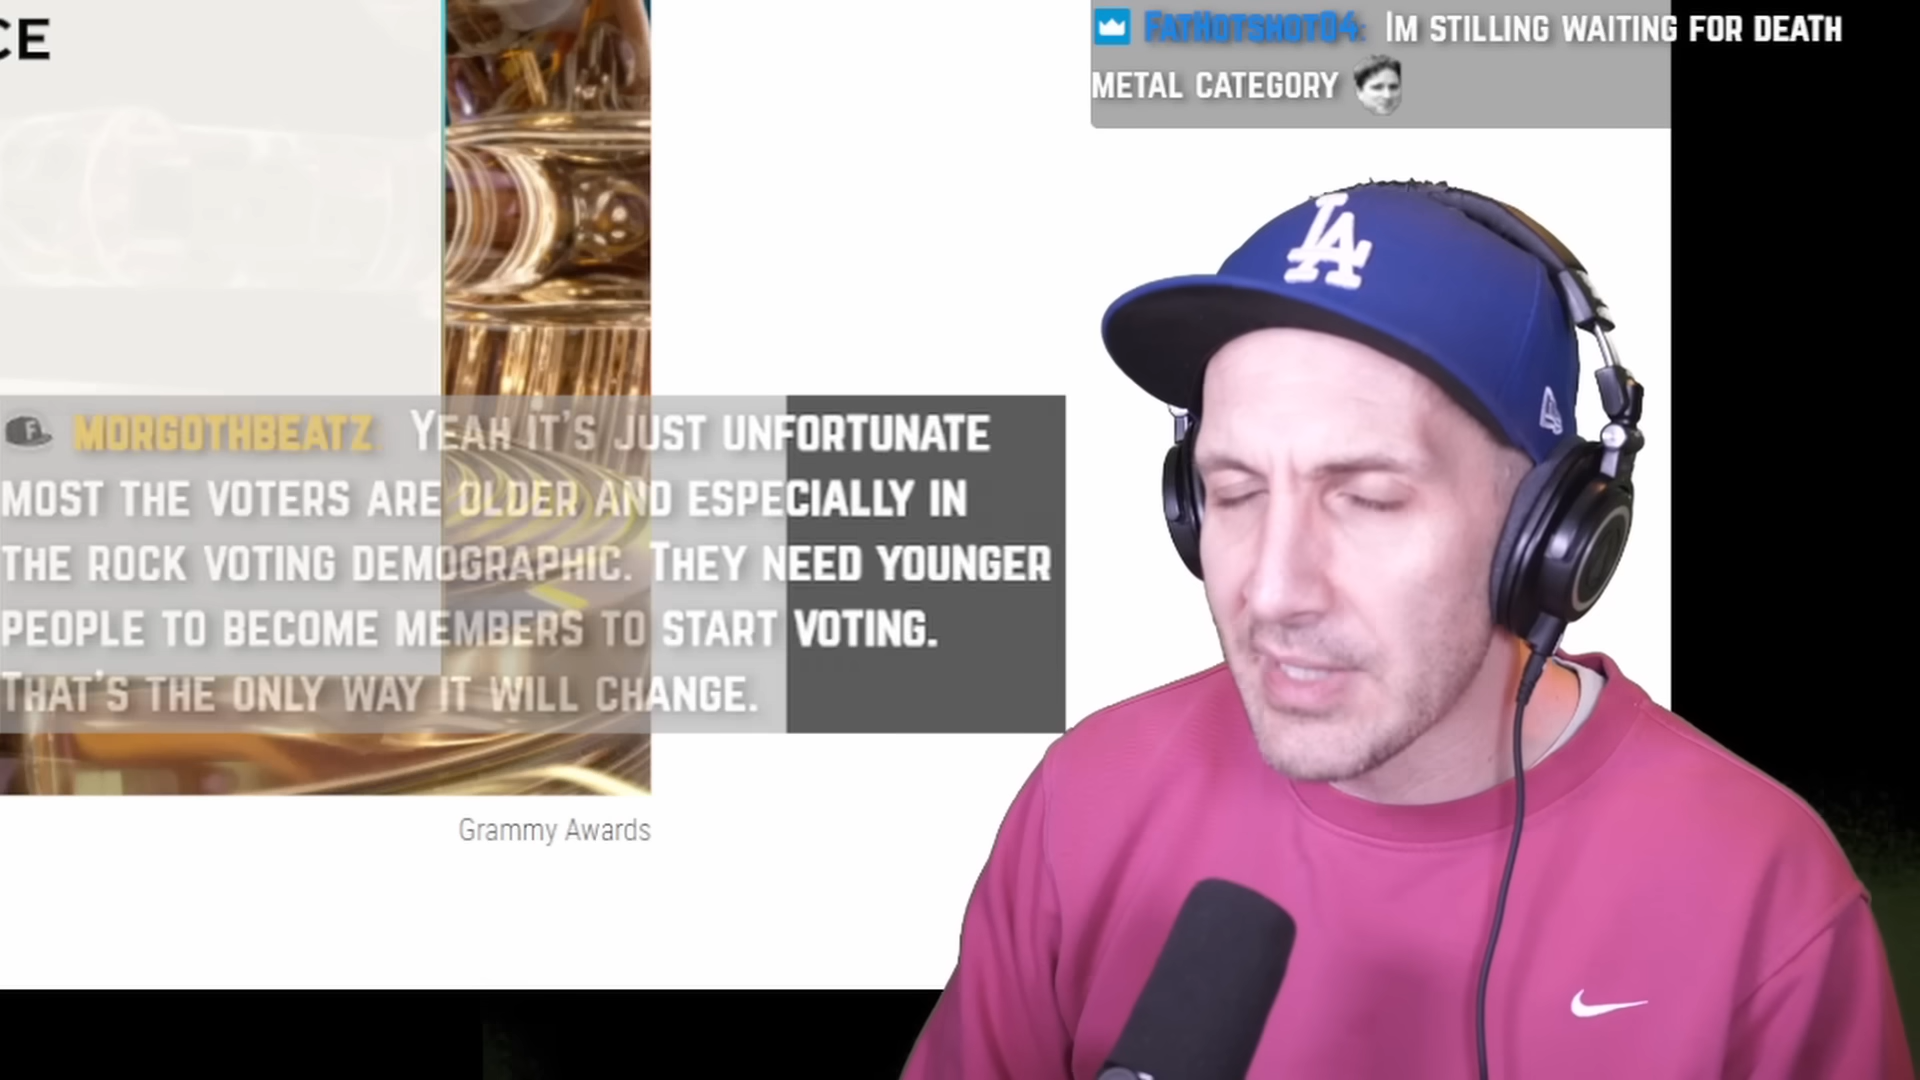 CE
FatHotshot04: Im stilling waiting for death
metal category
LA
MorgothBeatz: Yeah it's just unfortunate
most the voters are older and especially in
the rock voting demographic. They need younger
people to become members to start voting.
That's the only way it will change.
Grammy Awards